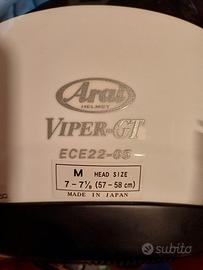 Arai
HELMET
VIPER-GT
ECE22-05
M HEAD SIZE
7 - 7⅛ (57 - 58 cm)
MADE IN JAPAN
subito